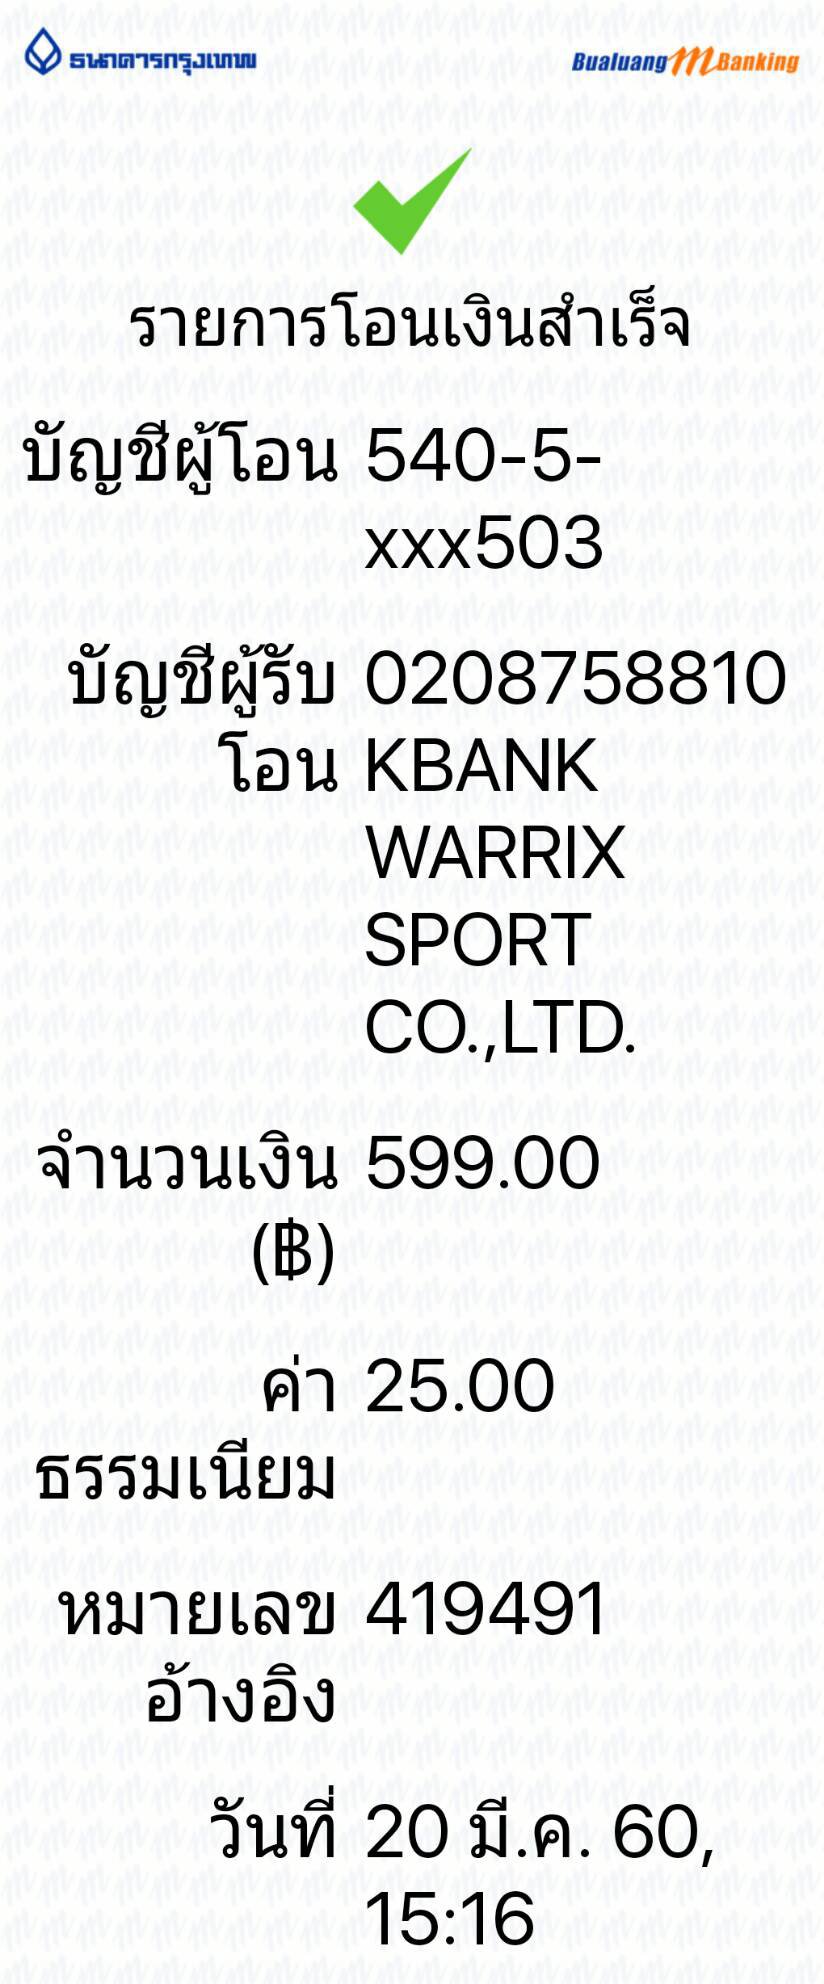 ธนาคารกรุงเทพ
Bualuang mBanking
รายการโอนเงินสำเร็จ
บัญชีผู้โอน 540-5-
xxx503
บัญชีผู้รับ 0208758810
โอน KBANK
WARRIX
SPORT
CO.,LTD.
จำนวนเงิน 599.00
(฿)
ค่า 25.00
ธรรมเนียม
หมายเลข 419491
อ้างอิง
วันที่ 20 มี.ค. 60,
15:16